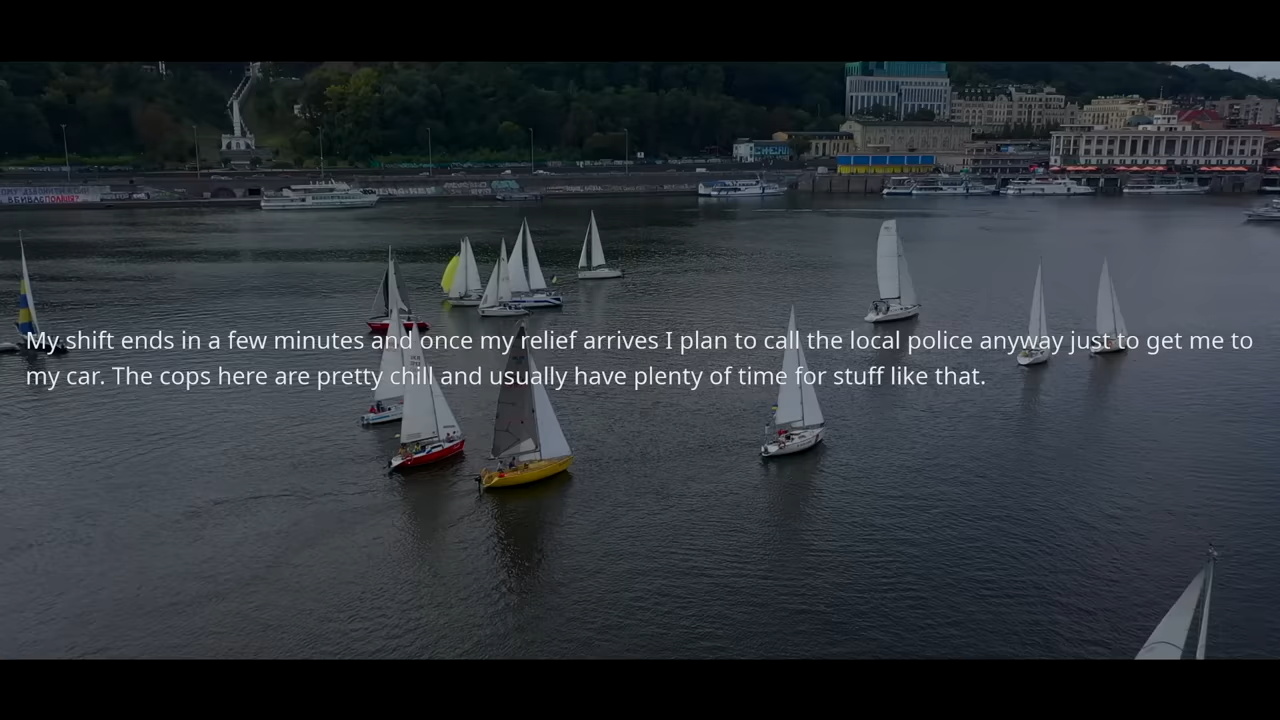 My shift ends in a few minutes and once my relief arrives I plan to call the local police anyway just to get me to
my car. The cops here are pretty chill and usually have plenty of time for stuff like that.